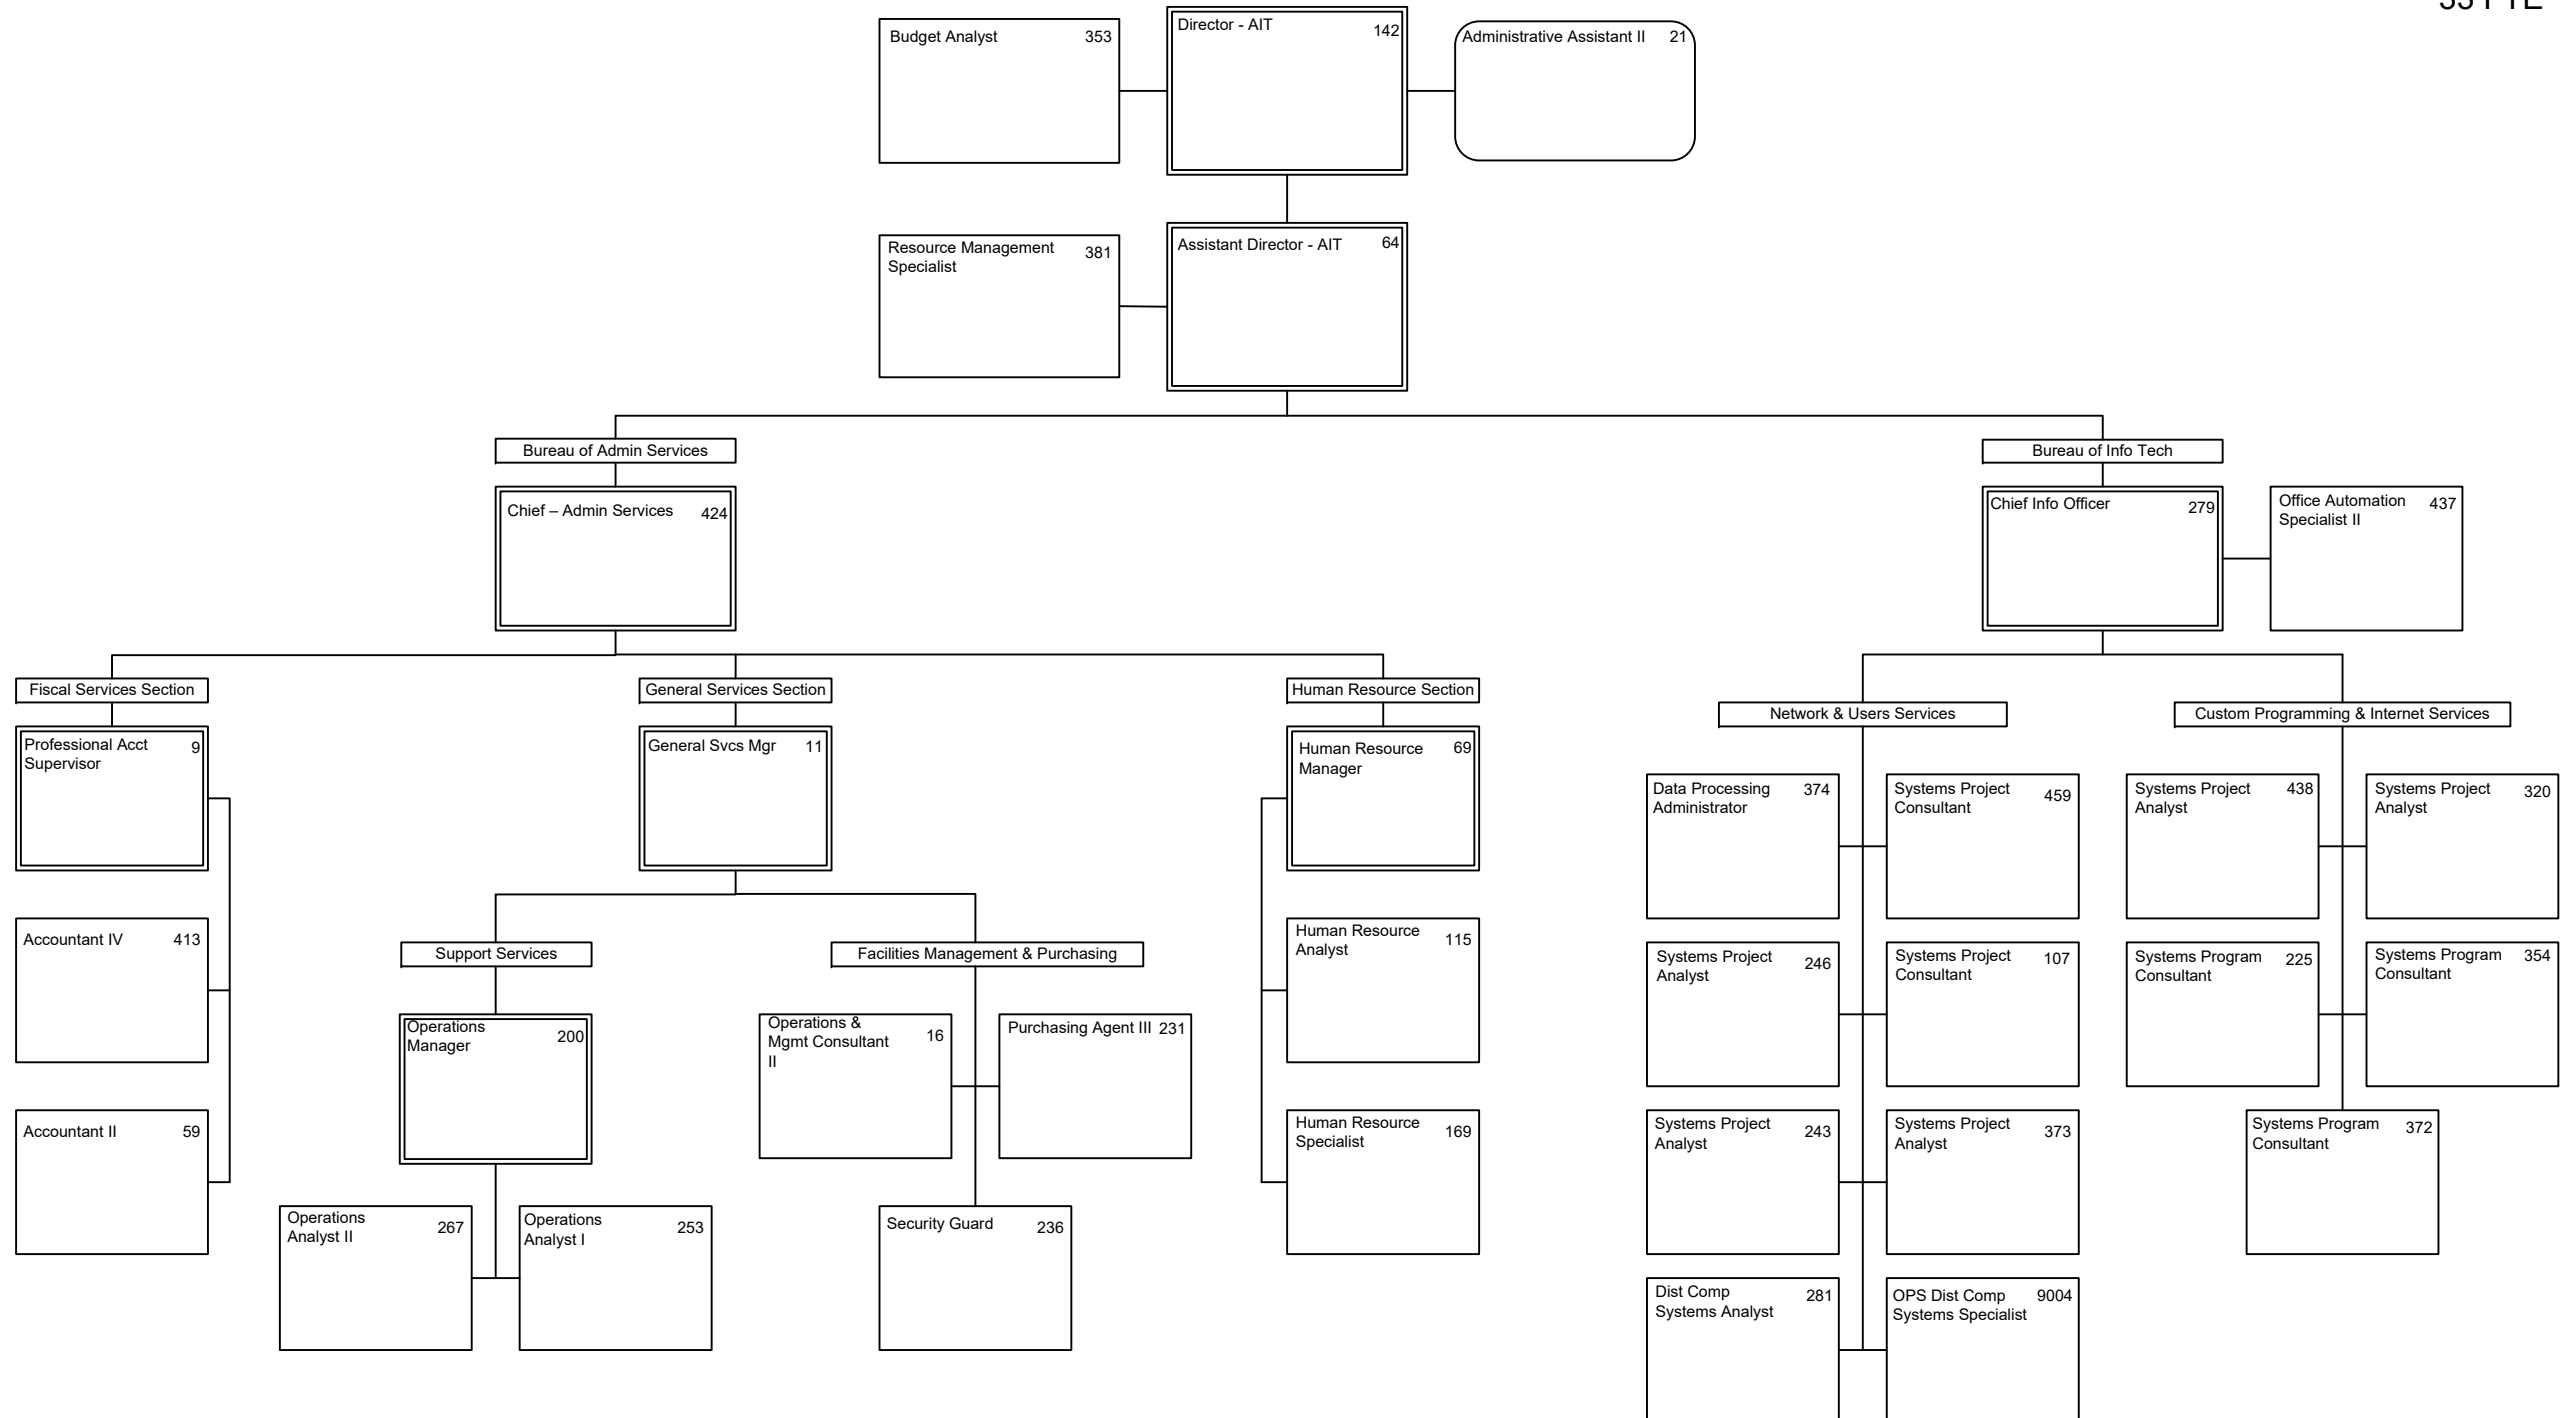 Budget Analyst 353
Director - AIT 142
Administrative Assistant II 21
Resource Management 381
Specialist
Assistant Director - AIT 64
Bureau of Admin Services
Bureau of Info Tech
Chief – Admin Services 424
Chief Info Officer 279
Office Automation 437
Specialist II
Fiscal Services Section
General Services Section
Human Resource Section
Network & Users Services
Custom Programming & Internet Services
Professional Acct 9
Supervisor
General Svcs Mgr 11
Human Resource 69
Manager
Data Processing 374
Administrator
Systems Project 459
Consultant
Systems Project 438
Analyst
Systems Project 320
Analyst
Accountant IV 413
Human Resource 115
Analyst
Support Services
Facilities Management & Purchasing
Systems Project 246
Analyst
Systems Project 107
Consultant
Systems Program 225
Consultant
Systems Program 354
Consultant
Operations 200
Manager
Operations & 16
Mgmt Consultant
II
Purchasing Agent III 231
Accountant II 59
Human Resource 169
Specialist
Systems Project 243
Analyst
Systems Project 373
Analyst
Systems Program 372
Consultant
Operations 267
Analyst II
Operations 253
Analyst I
Security Guard 236
Dist Comp 281
Systems Analyst
OPS Dist Comp 9004
Systems Specialist